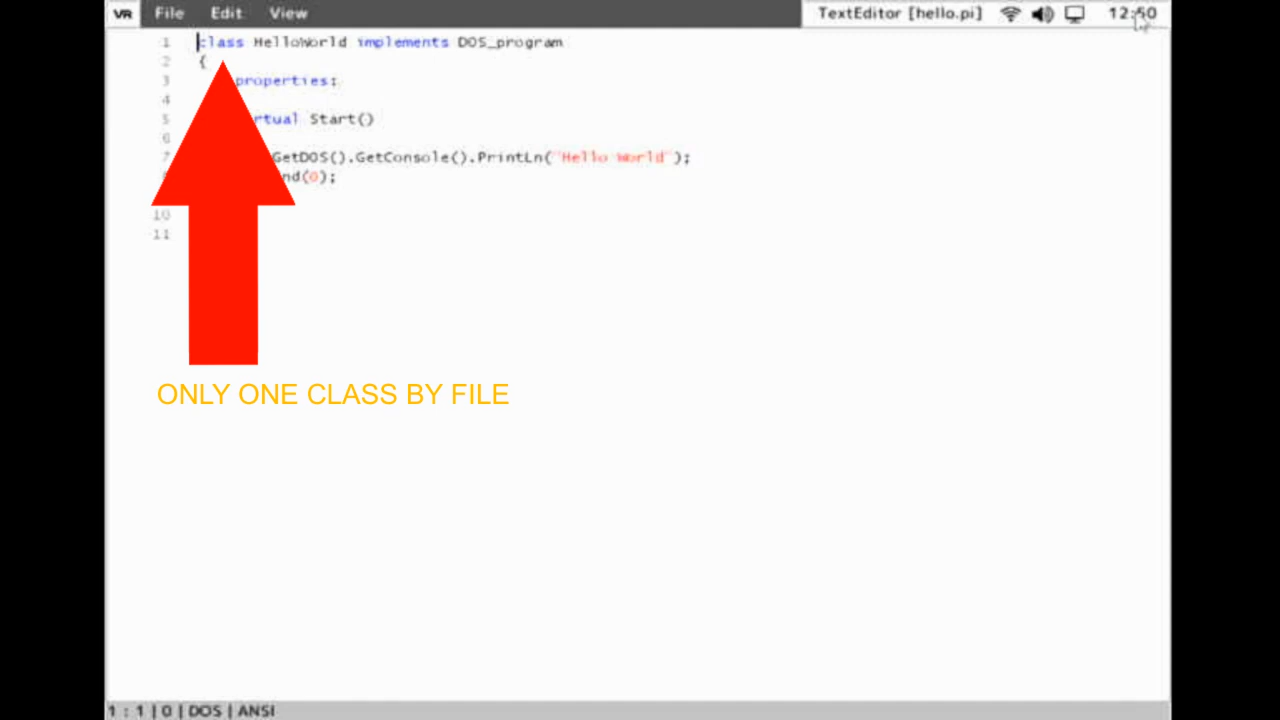 VR File Edit View TextEditor [hello.pi] 12:50
1 class HelloWorld implements DOS_program
2 {
3 properties:
4
5 rtual Start()
6
7 GetDOS().GetConsole().PrintLn("Hello World");
8 nd(0);
10
11
ONLY ONE CLASS BY FILE
1 : 1 | 0 | DOS | ANSI